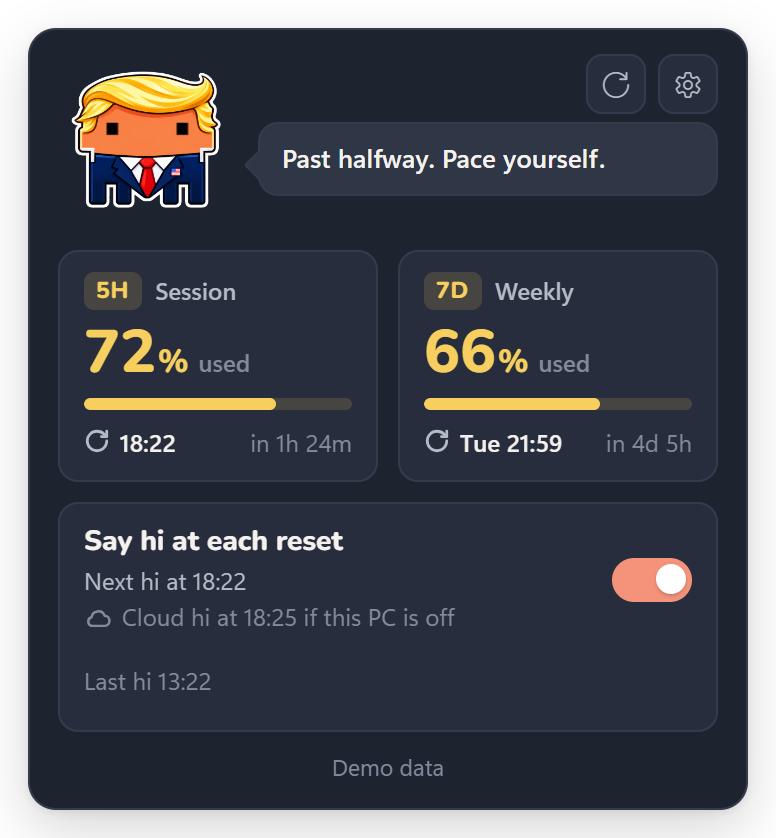 Past halfway. Pace yourself.
5H Session
72% used
18:22 in 1h 24m
7D Weekly
66% used
Tue 21:59 in 4d 5h
Say hi at each reset
Next hi at 18:22
Cloud hi at 18:25 if this PC is off
Last hi 13:22
Demo data